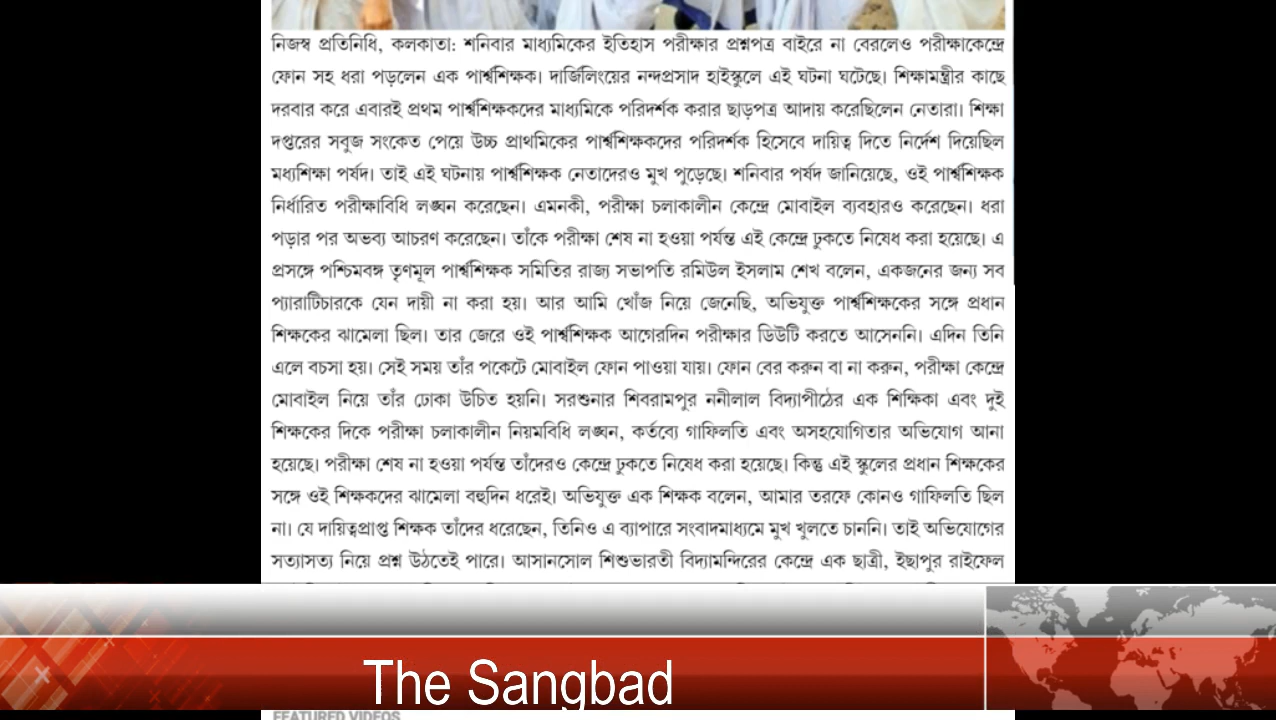 নিজস্ব প্রতিনিধি, কলকাতা: শনিবার মাধ্যমিকের ইতিহাস পরীক্ষার প্রশ্নপত্র বাইরে না বেরলেও পরীক্ষাকেন্দ্রে
ফোন সহ ধরা পড়লেন এক পার্শ্বশিক্ষক। দার্জিলিংয়ের নন্দপ্রসাদ হাইস্কুলে এই ঘটনা ঘটেছে। শিক্ষামন্ত্রীর কাছে
দরবার করে এবারই প্রথম পার্শ্বশিক্ষকদের মাধ্যমিকে পরিদর্শক করার ছাড়পত্র আদায় করেছিলেন নেতারা। শিক্ষা
দপ্তরের সবুজ সংকেত পেয়ে উচ্চ প্রাথমিকের পার্শ্বশিক্ষকদের পরিদর্শক হিসেবে দায়িত্ব দিতে নির্দেশ দিয়েছিল
মধ্যশিক্ষা পর্ষদ। তাই এই ঘটনায় পার্শ্বশিক্ষক নেতাদেরও মুখ পুড়েছে। শনিবার পর্ষদ জানিয়েছে, ওই পার্শ্বশিক্ষক
নির্ধারিত পরীক্ষাবিধি লঙ্ঘন করেছেন। এমনকী, পরীক্ষা চলাকালীন কেন্দ্রে মোবাইল ব্যবহারও করেছেন। ধরা
পড়ার পর অভব্য আচরণ করেছেন। তাঁকে পরীক্ষা শেষ না হওয়া পর্যন্ত এই কেন্দ্রে ঢুকতে নিষেধ করা হয়েছে। এ
প্রসঙ্গে পশ্চিমবঙ্গ তৃণমূল পার্শ্বশিক্ষক সমিতির রাজ্য সভাপতি রমিউল ইসলাম শেখ বলেন, একজনের জন্য সব
প্যারাটিচারকে যেন দায়ী না করা হয়। আর আমি খোঁজ নিয়ে জেনেছি, অভিযুক্ত পার্শ্বশিক্ষকের সঙ্গে প্রধান
শিক্ষকের ঝামেলা ছিল। তার জেরে ওই পার্শ্বশিক্ষক আগেরদিন পরীক্ষার ডিউটি করতে আসেননি। এদিন তিনি
এলে বচসা হয়। সেই সময় তাঁর পকেটে মোবাইল ফোন পাওয়া যায়। ফোন বের করুন বা না করুন, পরীক্ষা কেন্দ্রে
মোবাইল নিয়ে তাঁর ঢোকা উচিত হয়নি। সরশুনার শিবরামপুর ননীলাল বিদ্যাপীঠের এক শিক্ষিকা এবং দুই
শিক্ষকের দিকে পরীক্ষা চলাকালীন নিয়মবিধি লঙ্ঘন, কর্তব্যে গাফিলতি এবং অসহযোগিতার অভিযোগ আনা
হয়েছে। পরীক্ষা শেষ না হওয়া পর্যন্ত তাঁদেরও কেন্দ্রে ঢুকতে নিষেধ করা হয়েছে। কিন্তু এই স্কুলের প্রধান শিক্ষকের
সঙ্গে ওই শিক্ষকদের ঝামেলা বহুদিন ধরেই। অভিযুক্ত এক শিক্ষক বলেন, আমার তরফে কোনও গাফিলতি ছিল
না। যে দায়িত্বপ্রাপ্ত শিক্ষক তাঁদের ধরেছেন, তিনিও এ ব্যাপারে সংবাদমাধ্যমে মুখ খুলতে চাননি। তাই অভিযোগের
সত্যাসত্য নিয়ে প্রশ্ন উঠতেই পারে। আসানসোল শিশুভারতী বিদ্যামন্দিরের কেন্দ্রে এক ছাত্রী, ইছাপুর রাইফেল
The Sangbad
FEATURED VIDEOS